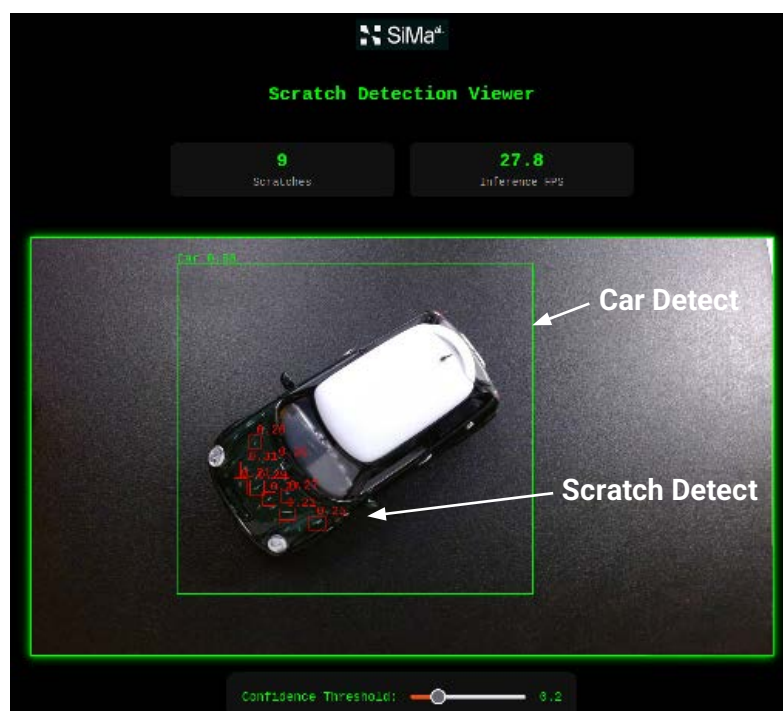 SiMa.ai
Scratch Detection Viewer
9
Scratches
27.8
Inference FPS
Car
Car Detect
0.31
Scratch Detect
Confidence Threshold:
0.2